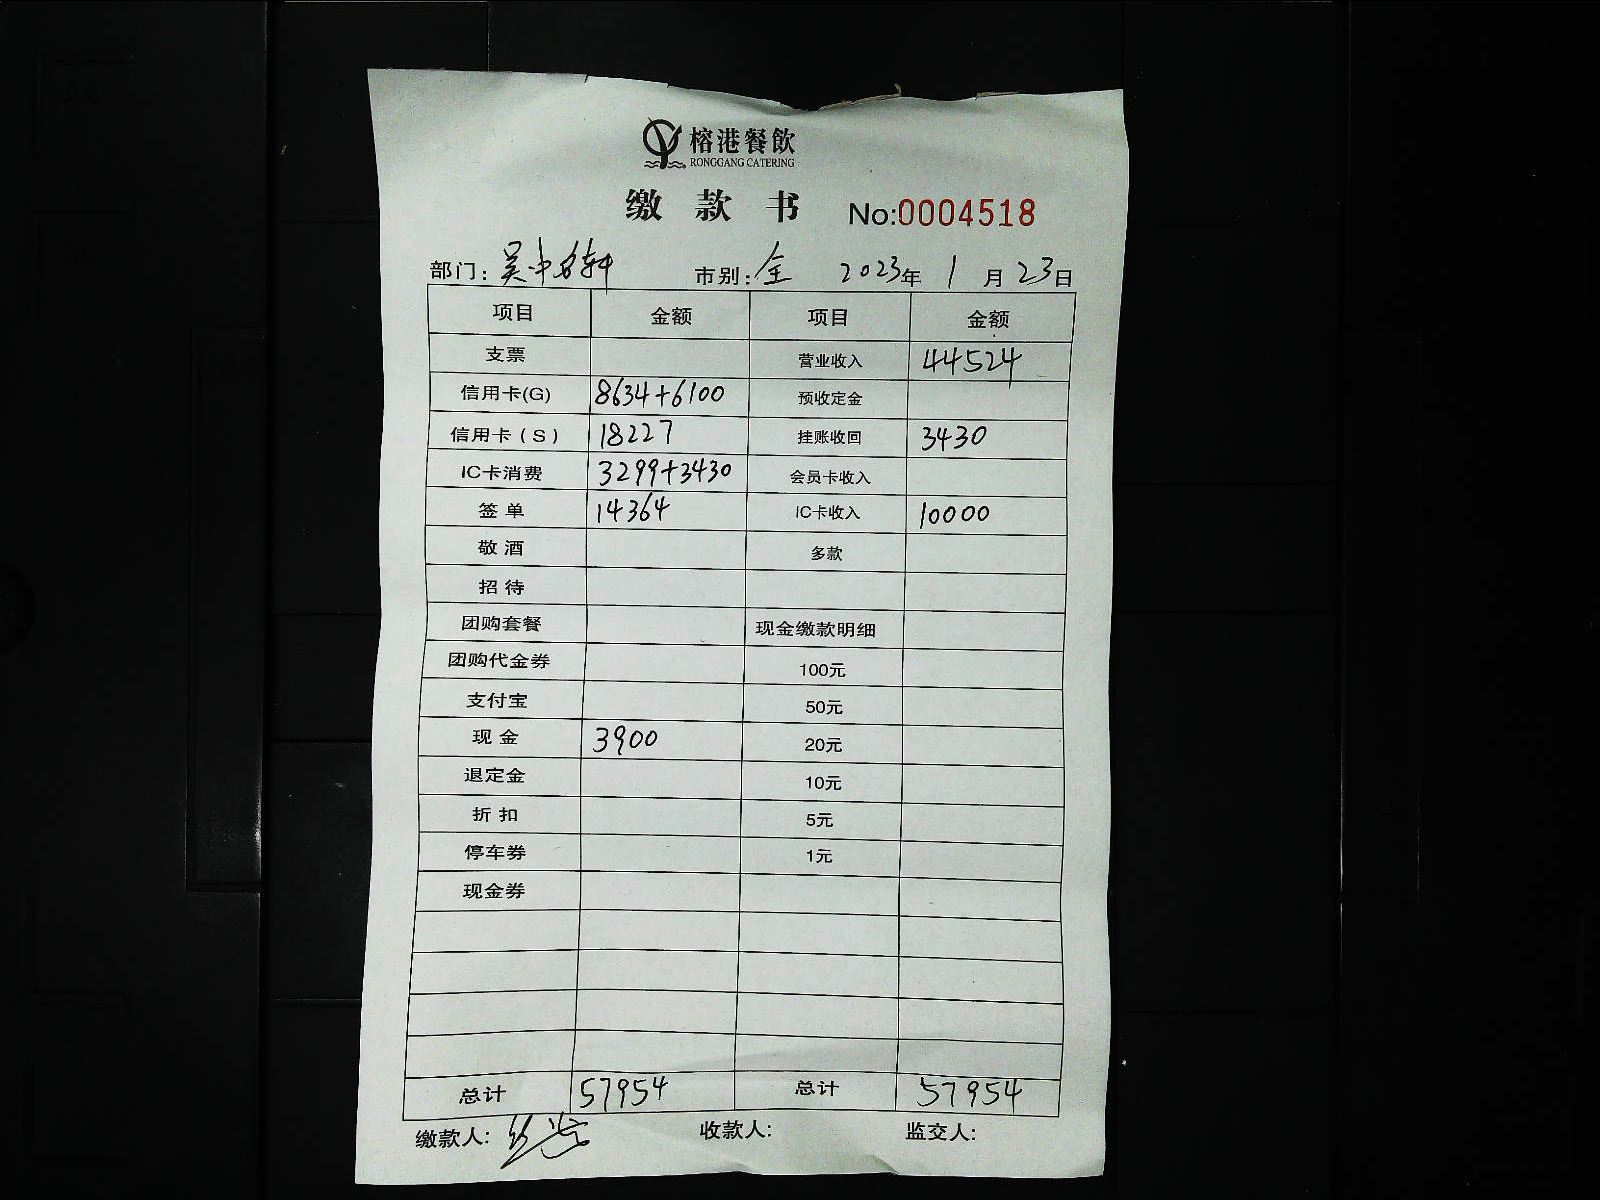 榕港餐飲
RONGGANG CATERING
缴 款 书 No:0004518
部门: 吴中名轩 市别: 全 2023年 1月 23日
项目 金额 项目 金额
支票 营业收入 44524
信用卡(G) 8634+6100 预收定金
信用卡(S) 18227 挂账收回 3430
IC卡消费 3299+3430 会员卡收入
签单 14364 IC卡收入 10000
敬酒 多款
招待
团购套餐 现金缴款明细
团购代金券 100元
支付宝 50元
现金 3900 20元
退定金 10元
折扣 5元
停车券 1元
现金券
总计 57954 总计 57954
缴款人: 收款人: 监交人: